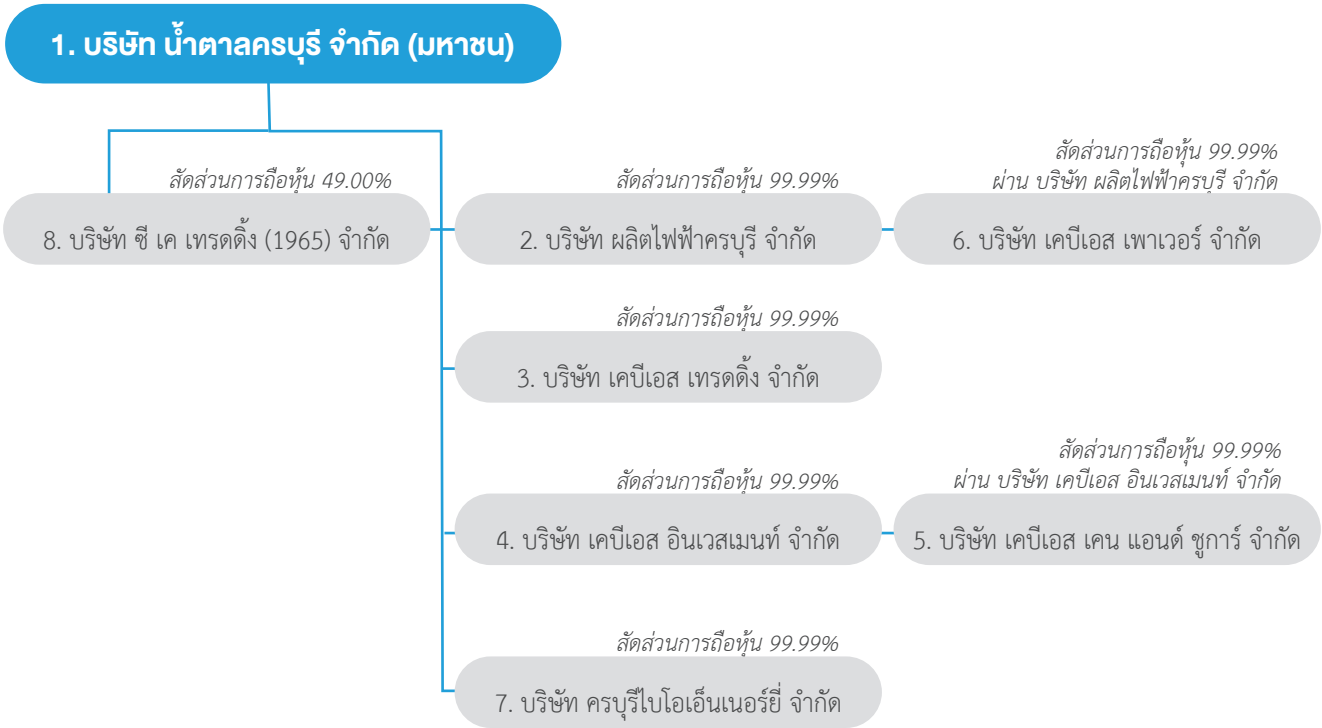 1. บริษัท น้ำตาลครบุรี จำกัด (มหาชน)
สัดส่วนการถือหุ้น 49.00%
8. บริษัท ซี เค เทรดดิ้ง (1965) จำกัด
สัดส่วนการถือหุ้น 99.99%
2. บริษัท ผลิตไฟฟ้าครบุรี จำกัด
สัดส่วนการถือหุ้น 99.99%
ผ่าน บริษัท ผลิตไฟฟ้าครบุรี จำกัด
6. บริษัท เคบีเอส เพาเวอร์ จำกัด
สัดส่วนการถือหุ้น 99.99%
3. บริษัท เคบีเอส เทรดดิ้ง จำกัด
สัดส่วนการถือหุ้น 99.99%
4. บริษัท เคบีเอส อินเวสเมนท์ จำกัด
สัดส่วนการถือหุ้น 99.99%
ผ่าน บริษัท เคบีเอส อินเวสเมนท์ จำกัด
5. บริษัท เคบีเอส เคน แอนด์ ชูการ์ จำกัด
สัดส่วนการถือหุ้น 99.99%
7. บริษัท ครบุรีไบโอเอ็นเนอร์ยี่ จำกัด